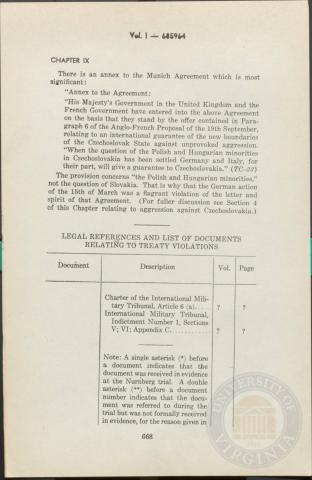 Vol. I — 685964
CHAPTER IX
There is an annex to the Munich Agreement which is most
significant:
"Annex to the Agreement:
"His Majesty's Government in the United Kingdom and the
French Government have entered into the above Agreement
on the basis that they stand by the offer contained in Para-
graph 6 of the Anglo-French Proposal of the 19th September,
relating to an international guarantee of the new boundaries
of the Czechoslovak State against unprovoked aggression.
"When the question of the Polish and Hungarian minorities
in Czechoslovakia has been settled Germany and Italy, for
their part, will give a guarantee to Czechoslovakia." (TC-23)
The provision concerns "the Polish and Hungarian minorities,"
not the question of Slovakia. That is why the German action
of the 15th of March was a flagrant violation of the letter and
spirit of that Agreement. (For fuller discussion see Section 4
of this Chapter relating to aggression against Czechoslovakia.)
LEGAL REFERENCES AND LIST OF DOCUMENTS
RELATING TO TREATY VIOLATIONS
Document Description Vol. Page
Charter of the International Mili-
tary Tribunal, Article 6 (a). ? ?
International Military Tribunal,
Indictment Number 1, Sections
V; VI; Appendix C........... ? ?
Note: A single asterisk (*) before
a document indicates that the
document was received in evidence
at the Nurnberg trial. A double
asterisk (**) before a document
number indicates that the docu-
ment was referred to during the
trial but was not formally received
in evidence, for the reason given in
668
UNIVERSITY
VIRGINIA